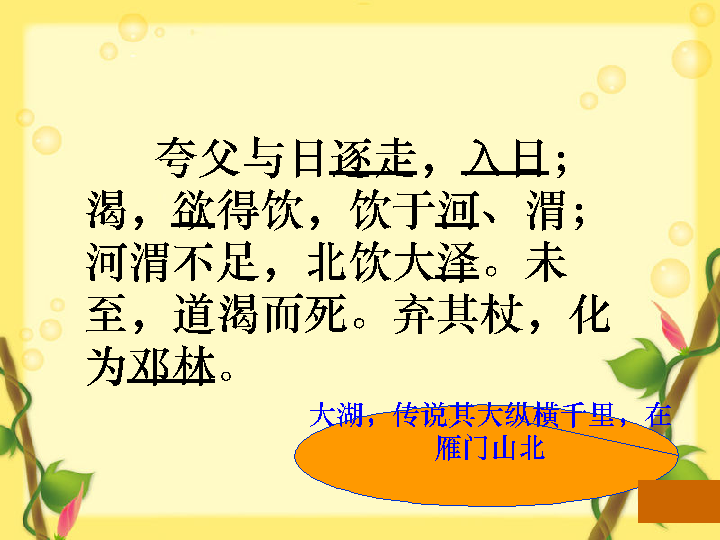 夸父与日逐走，入日；
渴，欲得饮，饮于河、渭；
河渭不足，北饮大泽。未
至，道渴而死。弃其杖，化
为邓林。
大湖，传说其大纵横千里，在
雁门山北